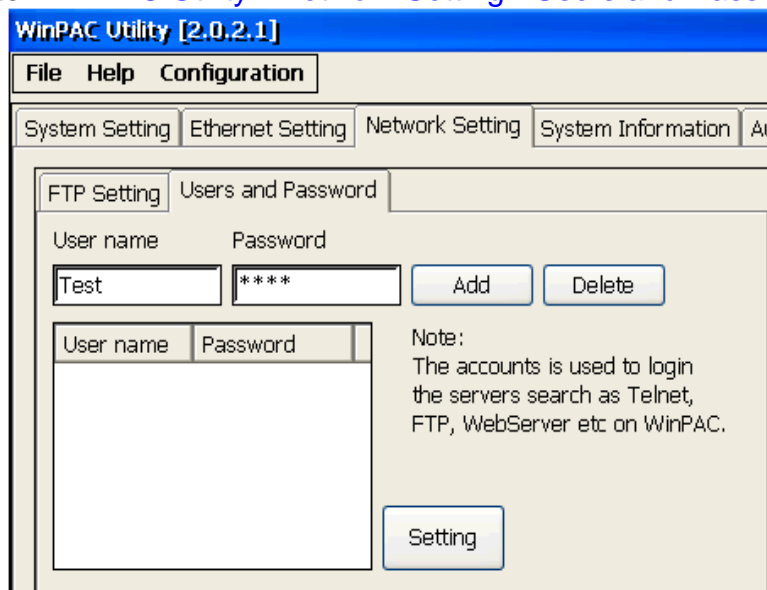 WinPAC Utility [2.0.2.1]
File Help Configuration
System Setting Ethernet Setting Network Setting System Information
FTP Setting Users and Password
User name Password
Test **** Add Delete
User name Password
Note:
The accounts is used to login
the servers search as Telnet,
FTP, WebServer etc on WinPAC.
Setting